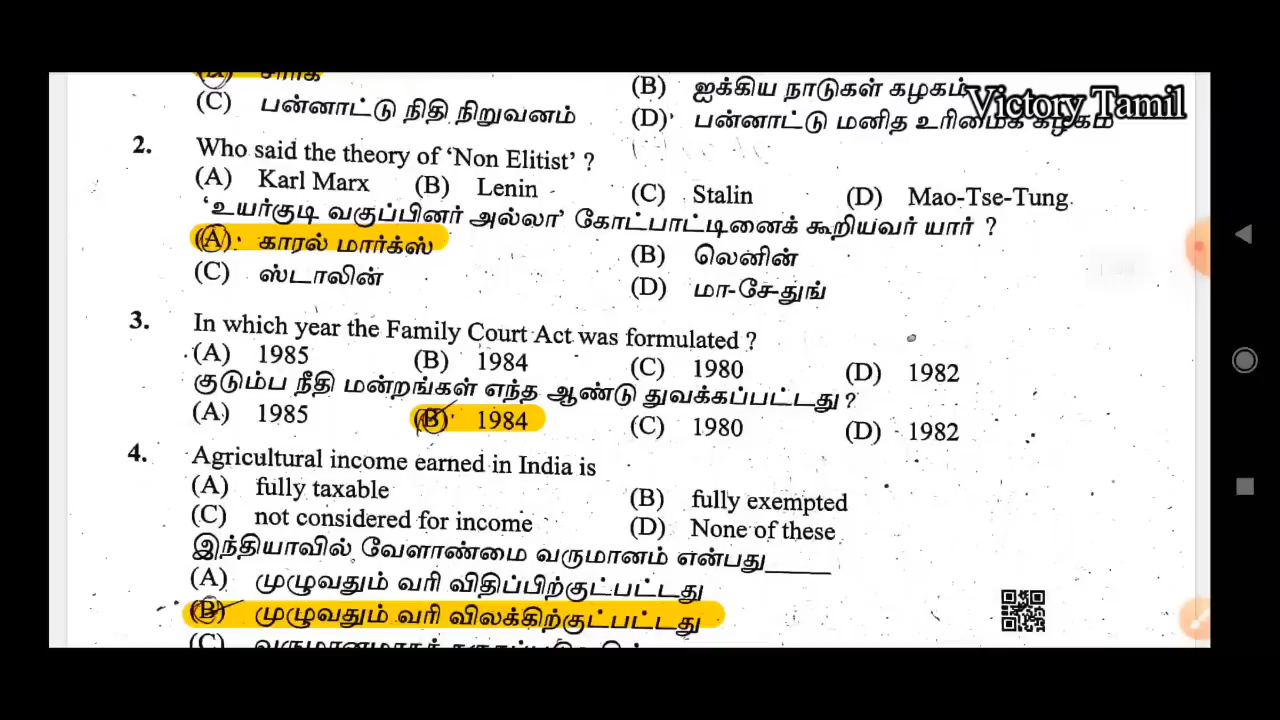 (A) சார்க்
(B) ஐக்கிய நாடுகள் கழகம்
Victory Tamil
(C) பன்னாட்டு நிதி நிறுவனம்
(D) பன்னாட்டு மனித உரிமைக் கழகம்
2. Who said the theory of ‘Non Elitist’ ?
(A) Karl Marx (B) Lenin (C) Stalin (D) Mao-Tse-Tung
‘உயர்குடி வகுப்பினர் அல்லா’ கோட்பாட்டினைக் கூறியவர் யார் ?
(A) காரல் மார்க்ஸ் (B) லெனின்
(C) ஸ்டாலின் (D) மா-சே-துங்
3. In which year the Family Court Act was formulated ?
(A) 1985 (B) 1984 (C) 1980 (D) 1982
குடும்ப நீதி மன்றங்கள் எந்த ஆண்டு துவக்கப்பட்டது ?
(A) 1985 (B) 1984 (C) 1980 (D) 1982
4. Agricultural income earned in India is
(A) fully taxable (B) fully exempted
(C) not considered for income (D) None of these
இந்தியாவில் வேளாண்மை வருமானம் என்பது_____
(A) முழுவதும் வரி விதிப்பிற்குட்பட்டது
(B) முழுவதும் வரி விலக்கிற்குட்பட்டது
(C)